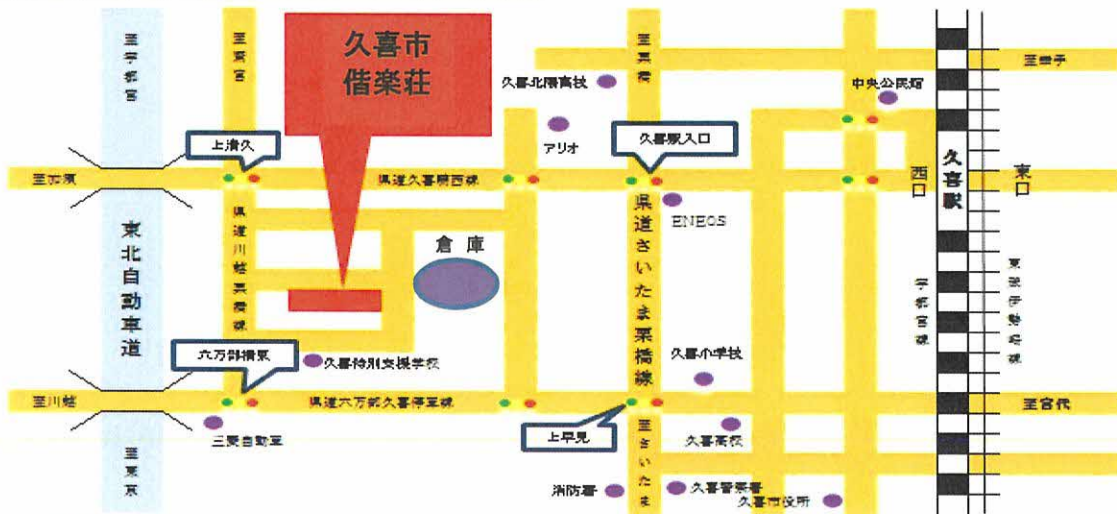 久喜市
偕楽荘
至宇都宮
至鷲宮
至栗橋
至幸手
久喜北陽高校
中央公民館
アリオ
上清久
久喜駅入口
至加須
県道久喜騎西線
西口
久喜駅
東口
ENEOS
東北自動車道
県道川越栗橋線
倉庫
県道さいたま栗橋線
宇都宮線
東武伊勢崎線
六万部橋東
久喜特別支援学校
久喜小学校
至川越
県道六万部久喜停車線
至宮代
三菱自動車
上早見
久喜高校
至東京
至さいたま
消防署
久喜警察署
久喜市役所